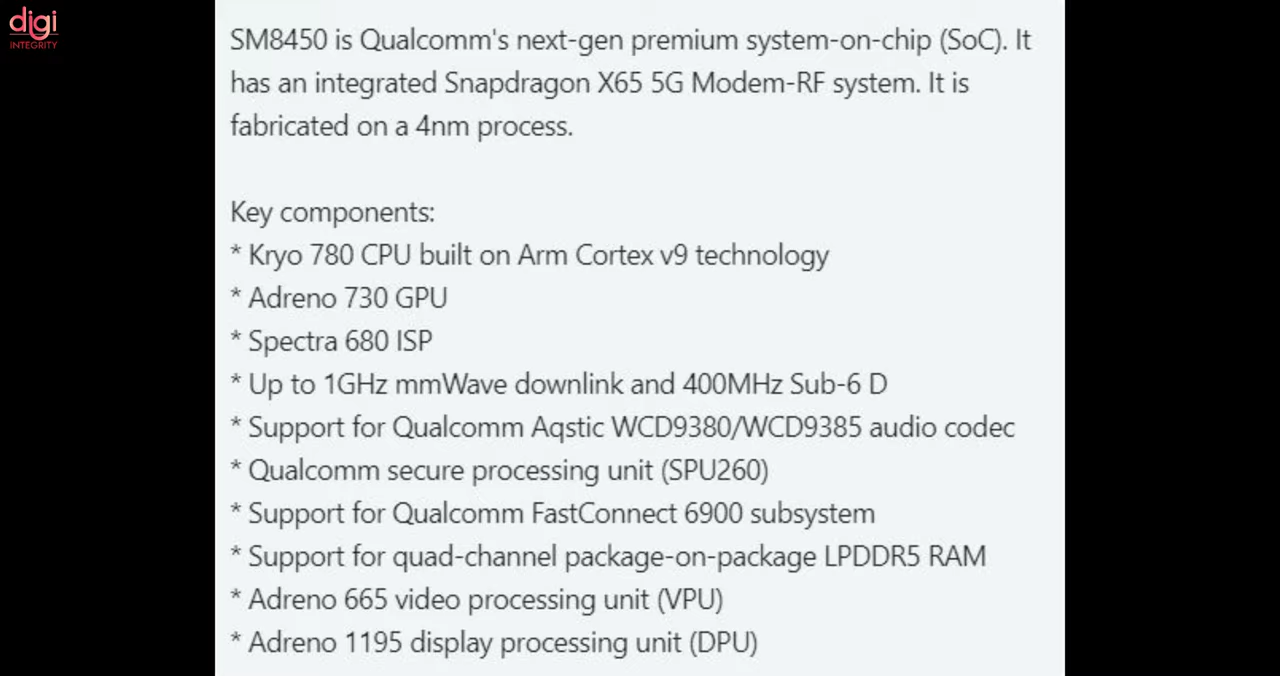 digi
INTEGRITY
SM8450 is Qualcomm's next-gen premium system-on-chip (SoC). It
has an integrated Snapdragon X65 5G Modem-RF system. It is
fabricated on a 4nm process.
Key components:
* Kryo 780 CPU built on Arm Cortex v9 technology
* Adreno 730 GPU
* Spectra 680 ISP
* Up to 1GHz mmWave downlink and 400MHz Sub-6 D
* Support for Qualcomm Aqstic WCD9380/WCD9385 audio codec
* Qualcomm secure processing unit (SPU260)
* Support for Qualcomm FastConnect 6900 subsystem
* Support for quad-channel package-on-package LPDDR5 RAM
* Adreno 665 video processing unit (VPU)
* Adreno 1195 display processing unit (DPU)